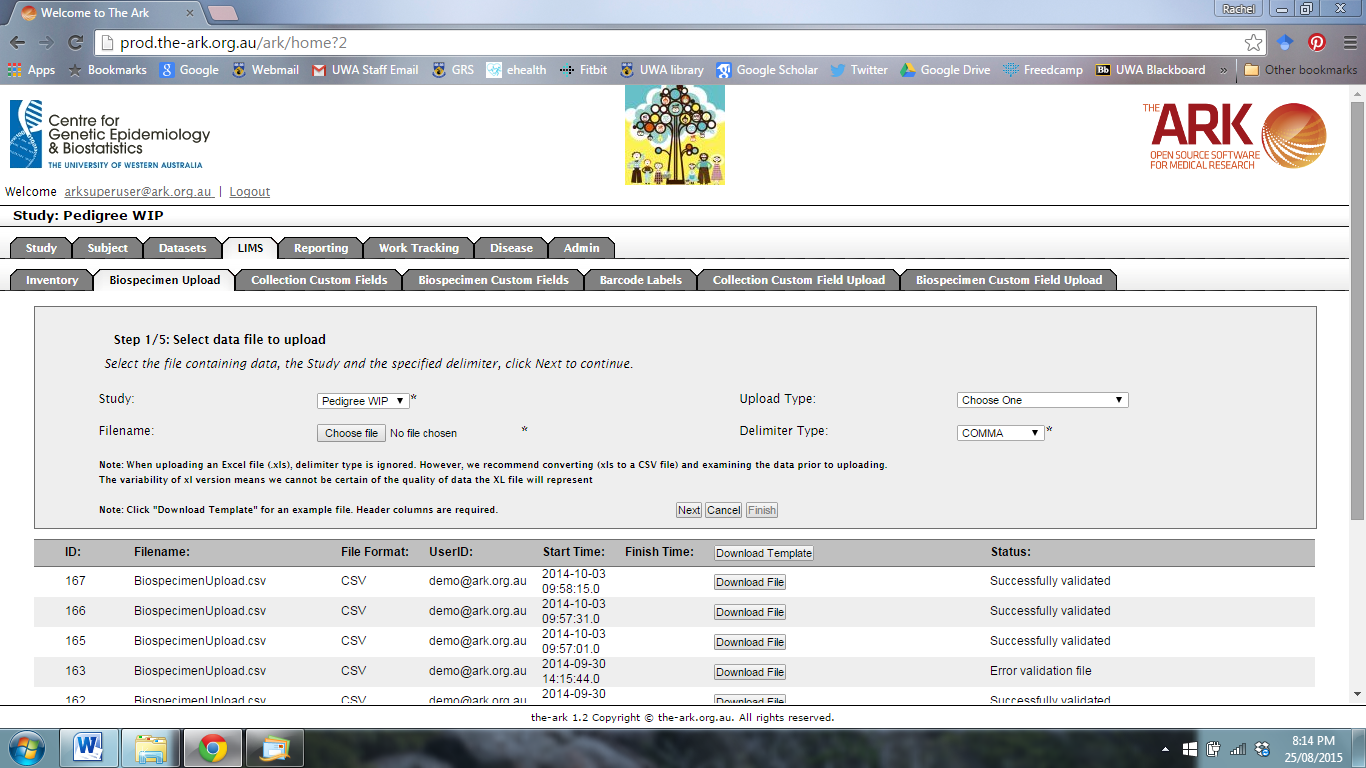 Welcome to The Ark
Rachel
prod.the-ark.org.au/ark/home?2
Apps Bookmarks Google Webmail UWA Staff Email GRS ehealth Fitbit UWA library Google Scholar Twitter Google Drive Freedcamp Bb UWA Blackboard » Other bookmarks
Centre for
Genetic Epidemiology
& Biostatistics
THE UNIVERSITY OF WESTERN AUSTRALIA
THE ARK
OPEN SOURCE SOFTWARE
FOR MEDICAL RESEARCH
Welcome arksuperuser@ark.org.au | Logout
Study: Pedigree WIP
Study Subject Datasets LIMS Reporting Work Tracking Disease Admin
Inventory Biospecimen Upload Collection Custom Fields Biospecimen Custom Fields Barcode Labels Collection Custom Field Upload Biospecimen Custom Field Upload
Step 1/5: Select data file to upload
Select the file containing data, the Study and the specified delimiter, click Next to continue.
Study: Pedigree WIP * Upload Type: Choose One
Filename: Choose file No file chosen * Delimiter Type: COMMA *
Note: When uploading an Excel file (.xls), delimiter type is ignored. However, we recommend converting (xls to a CSV file) and examining the data prior to uploading.
The variability of xl version means we cannot be certain of the quality of data the XL file will represent
Note: Click "Download Template" for an example file. Header columns are required. Next Cancel Finish
ID: Filename: File Format: UserID: Start Time: Finish Time: Download Template Status:
167 BiospecimenUpload.csv CSV demo@ark.org.au 2014-10-03 09:58:15.0 Download File Successfully validated
166 BiospecimenUpload.csv CSV demo@ark.org.au 2014-10-03 09:57:31.0 Download File Successfully validated
165 BiospecimenUpload.csv CSV demo@ark.org.au 2014-10-03 09:57:01.0 Download File Successfully validated
163 BiospecimenUpload.csv CSV demo@ark.org.au 2014-09-30 14:15:44.0 Download File Error validation file
162 BiospecimenUpload.csv CSV demo@ark.org.au 2014-09-30 Download File Successfully validated
the-ark 1.2 Copyright © the-ark.org.au. All rights reserved.
8:14 PM
25/08/2015